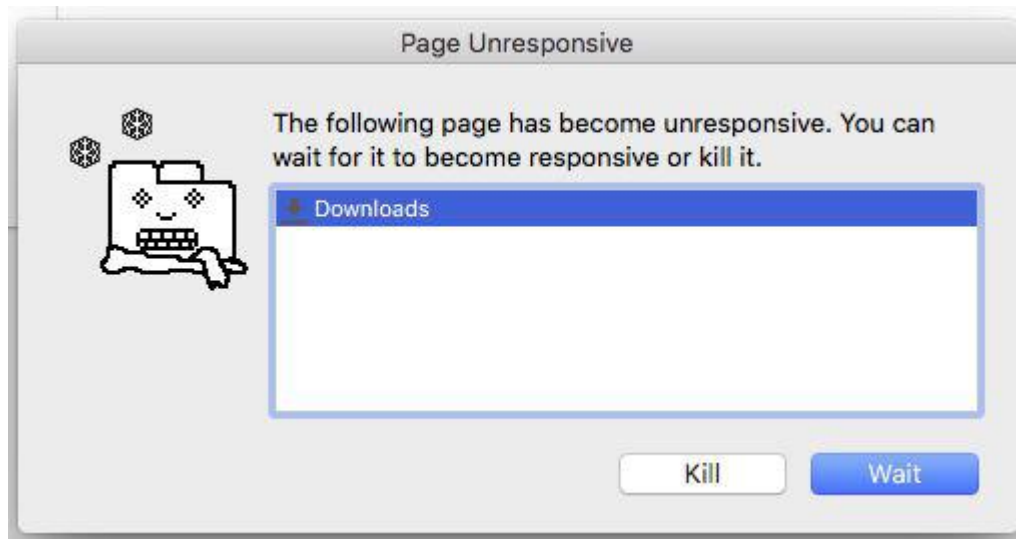 Page Unresponsive
The following page has become unresponsive. You can
wait for it to become responsive or kill it.
Downloads
Kill
Wait